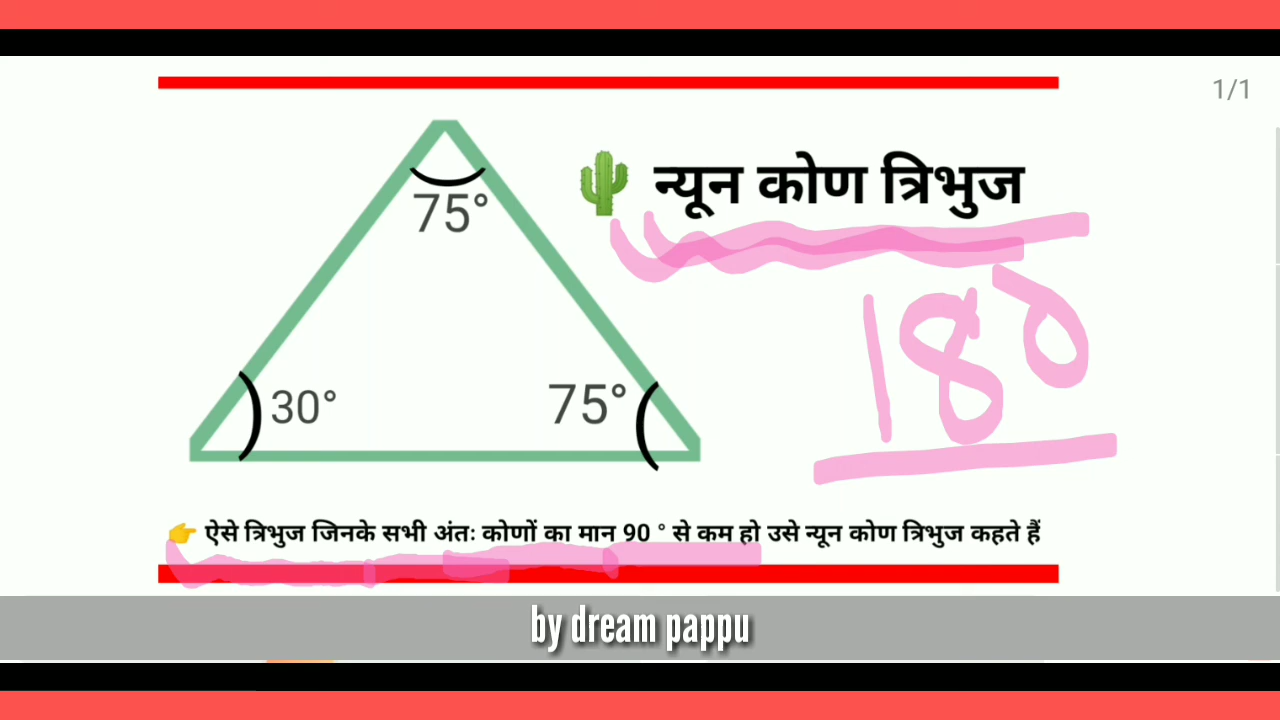 1/1
75°
न्यून कोण त्रिभुज
180
30°
75°
ऐसे त्रिभुज जिनके सभी अंतः कोणों का मान 90 ° से कम हो उसे न्यून कोण त्रिभुज कहते हैं
by dream pappu